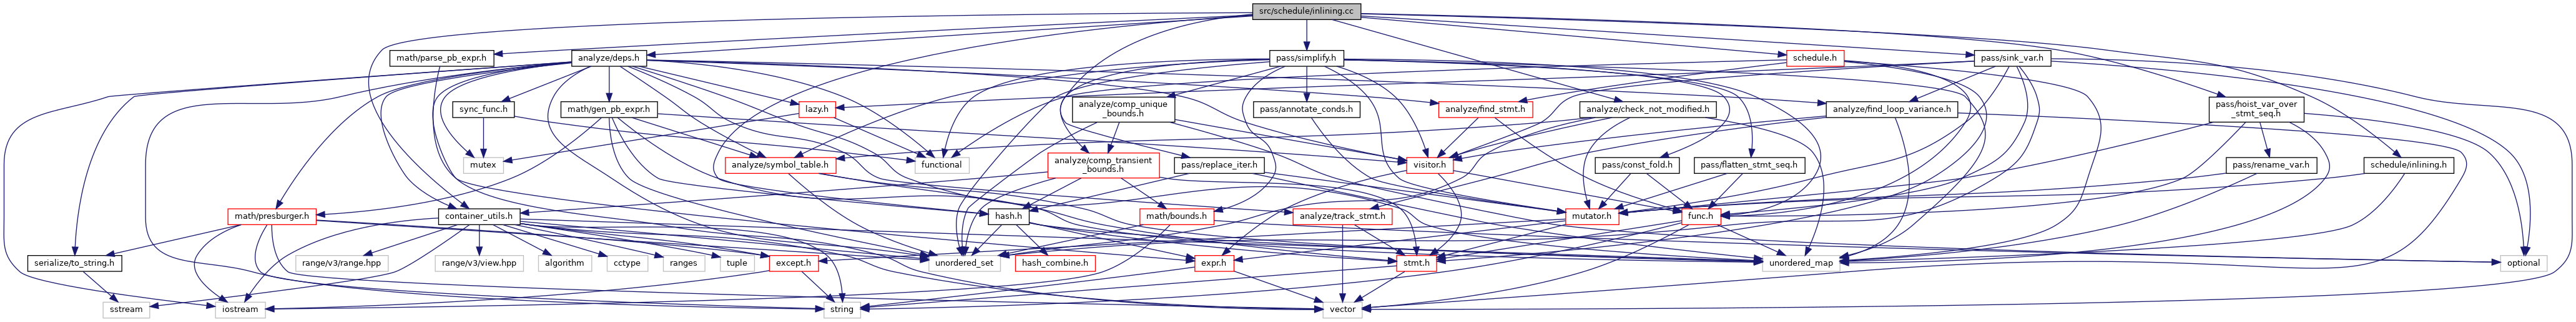 src/schedule/inlining.cc
math/parse_pb_expr.h
analyze/deps.h
pass/simplify.h
schedule.h
pass/sink_var.h
sync_func.h
math/gen_pb_expr.h
lazy.h
analyze/comp_unique
_bounds.h
pass/annotate_conds.h
analyze/find_stmt.h
analyze/check_not_modified.h
analyze/find_loop_variance.h
pass/hoist_var_over
_stmt_seq.h
mutex
functional
analyze/symbol_table.h
analyze/comp_transient
_bounds.h
pass/replace_iter.h
visitor.h
pass/const_fold.h
pass/flatten_stmt_seq.h
pass/rename_var.h
schedule/inlining.h
math/presburger.h
container_utils.h
hash.h
math/bounds.h
analyze/track_stmt.h
mutator.h
func.h
serialize/to_string.h
range/v3/range.hpp
range/v3/view.hpp
algorithm
cctype
ranges
tuple
except.h
unordered_set
hash_combine.h
expr.h
stmt.h
unordered_map
optional
sstream
iostream
string
vector